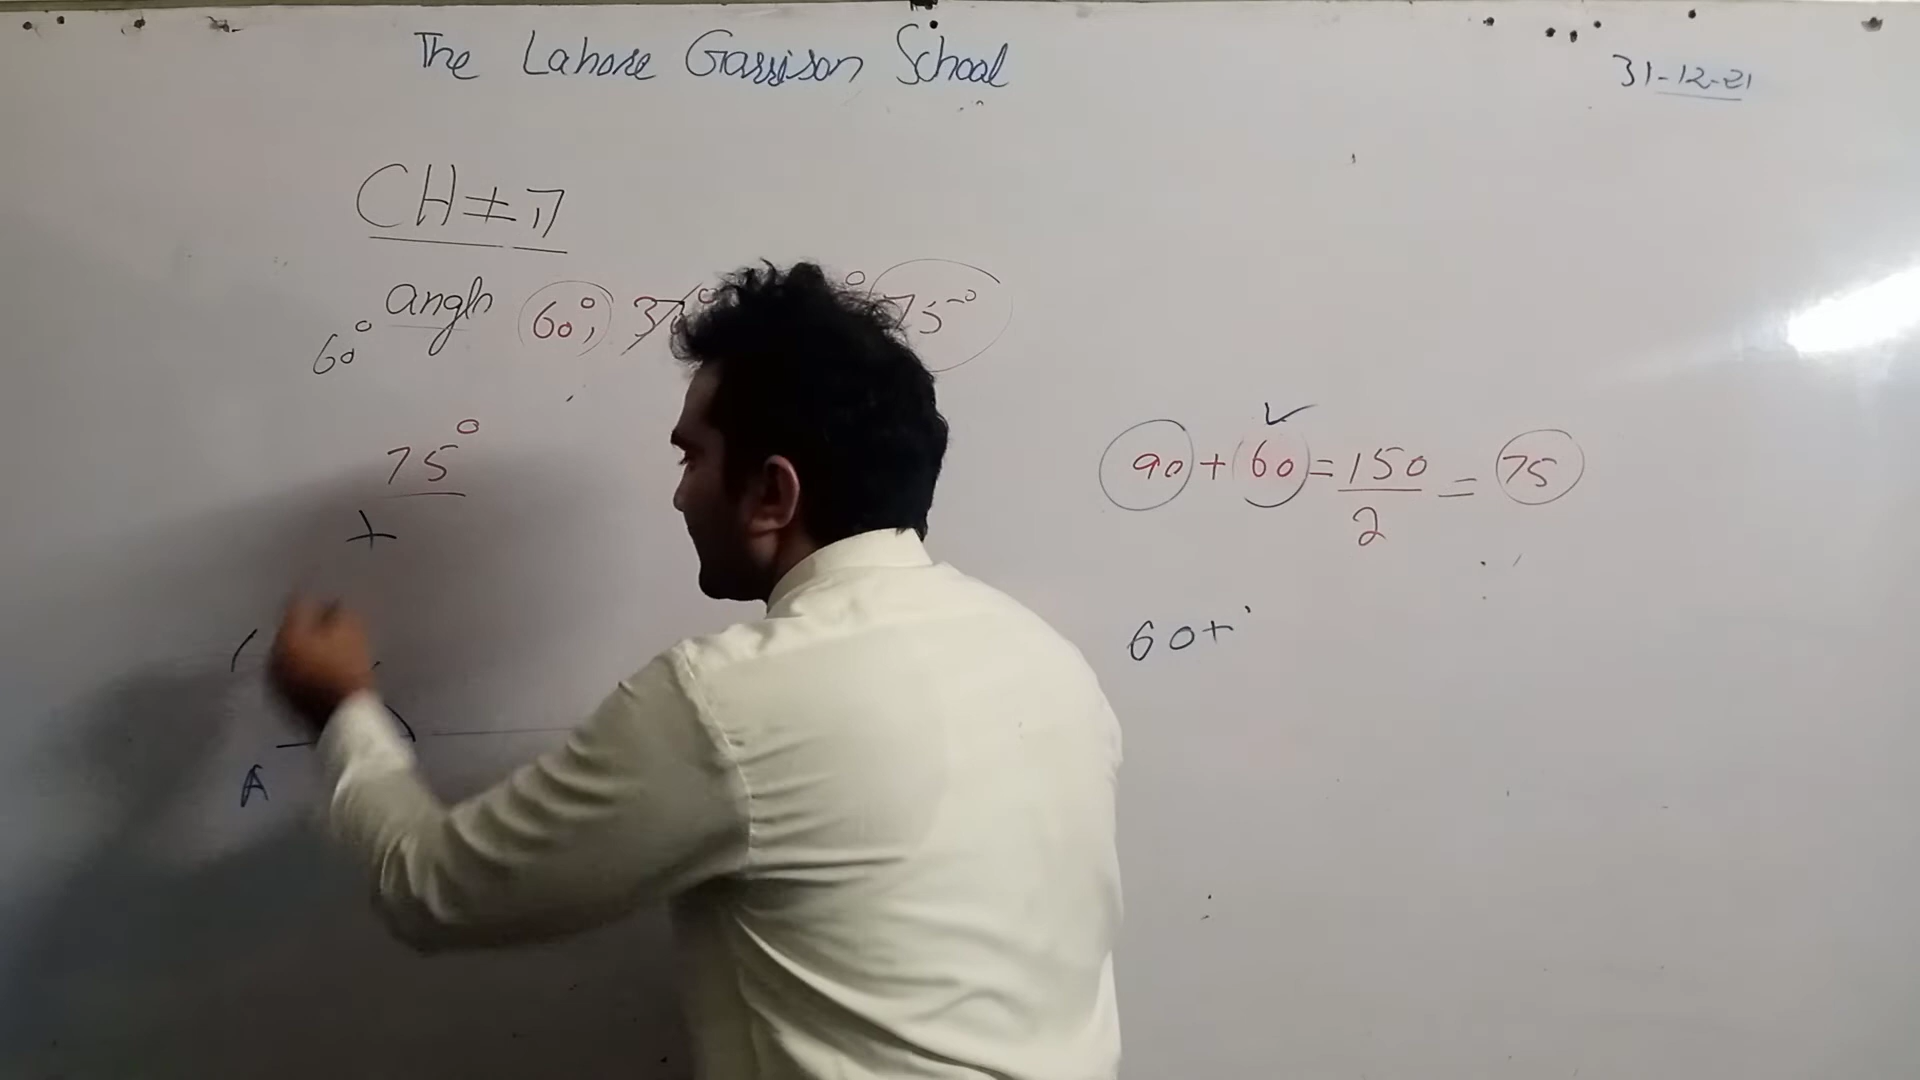 The Lahore Garrison School
31-12-21
CH # 7
angle 60°, 75°
60°
75°
90 + 60 = 150 / 2 = 75
60+
A